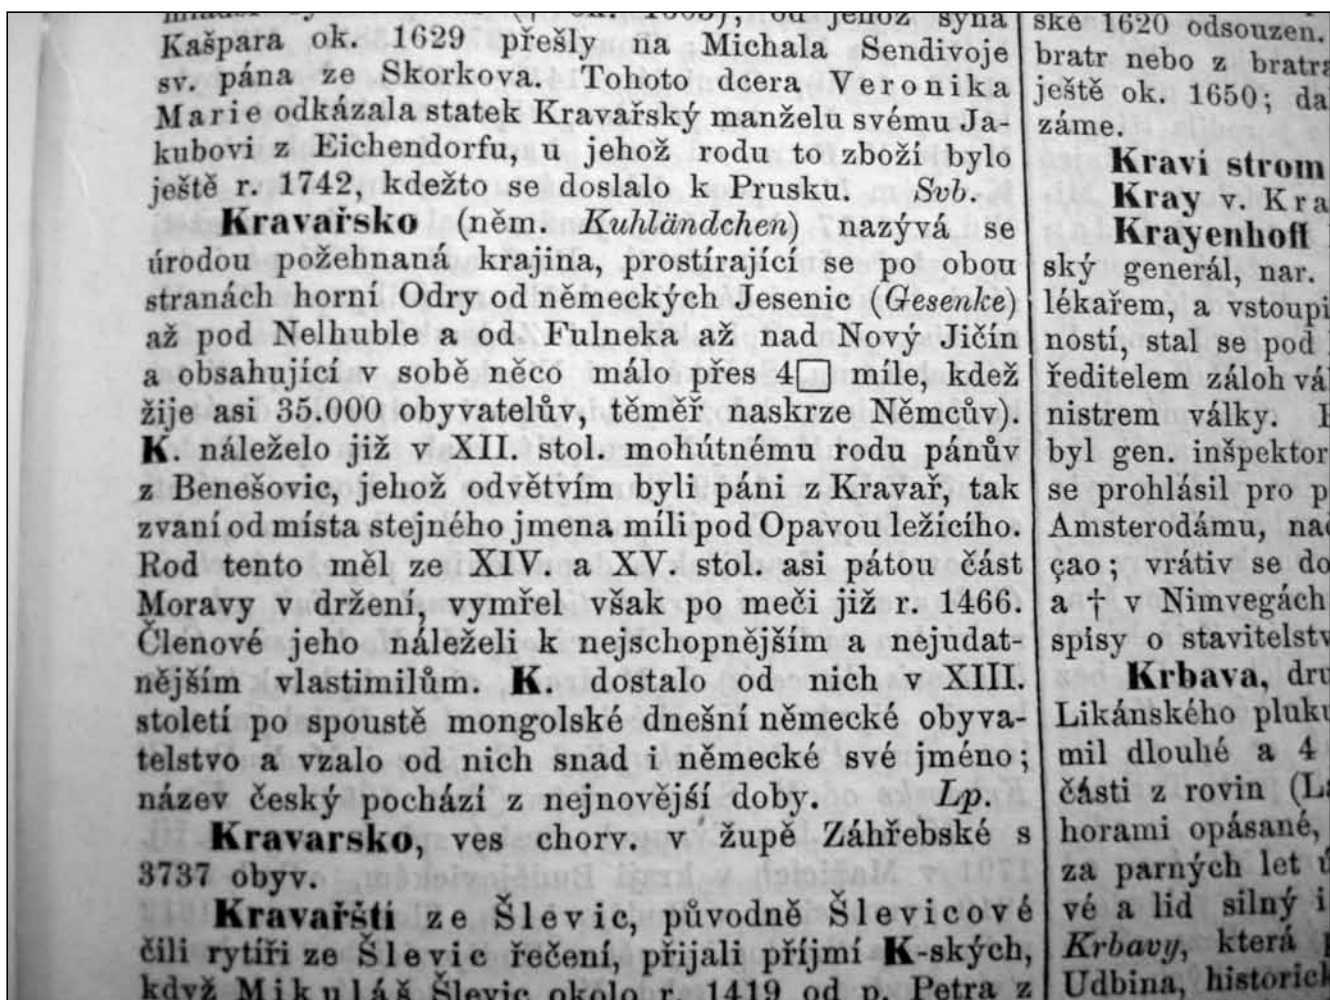 Kašpara ok. 1629 přešly na Michala Sendivoje
sv. pána ze Skorkova. Tohoto dcera Veronika
Marie odkázala statek Kravařský manželu svému Ja-
kubovi z Eichendorfu, u jehož rodu to zboží bylo
ještě r. 1742, kdežto se doslalo k Prusku. Svb.
Kravařsko (něm. Kuhländchen) nazývá se
úrodou požehnaná krajina, prostírající se po obou
stranách horní Odry od německých Jesenic (Gesenke)
až pod Nelhuble a od Fulneka až nad Nový Jičín
a obsahující v sobě něco málo přes 4□ míle, kdež
žije asi 35.000 obyvatelův, téměř naskrze Němcův).
K. náleželo již v XII. stol. mohútnému rodu pánův
z Benešovic, jehož odvětvím byli páni z Kravař, tak
zvaní od místa stejného jmena míli pod Opavou ležícího.
Rod tento měl ze XIV. a XV. stol. asi pátou část
Moravy v držení, vymřel však po meči již r. 1466.
Členové jeho náleželi k nejschopnějším a nejudat-
nějším vlastimilům. K. dostalo od nich v XIII.
století po spoustě mongolské dnešní německé obyva-
telstvo a vzalo od nich snad i německé své jméno;
název český pochází z nejnovější doby. Lp.
Kravarsko, ves chorv. v župě Záhřebské s
3737 obyv.
Kravařští ze Šlevic, původně Šlevicové
čili rytíři ze Šlevic řečení, přijali příjmí K-ských,
když Mikuláš Šlevic okolo r. 1419 od p. Petra z
ské 1620 odsouzen.
bratr nebo z bratra
ještě ok. 1650; da
záme.
Kraví strom
Kray v. Kra
Krayenhoff
ský generál, nar.
lékařem, a vstoupi
ností, stal se pod
ředitelem záloh vá
nistrem války.
byl gen. inšpektor
se prohlásil pro p
Amsterodámu, nad
çao; vrátiv se do
a † v Nimvegách
spisy o stavitelstv
Krbava, dru
Likánského pluku
mil dlouhé a 4
části z rovin (La
horami opásané,
za parných let ú
vé a lid silný i
Krbavy, která
Udbina, historick